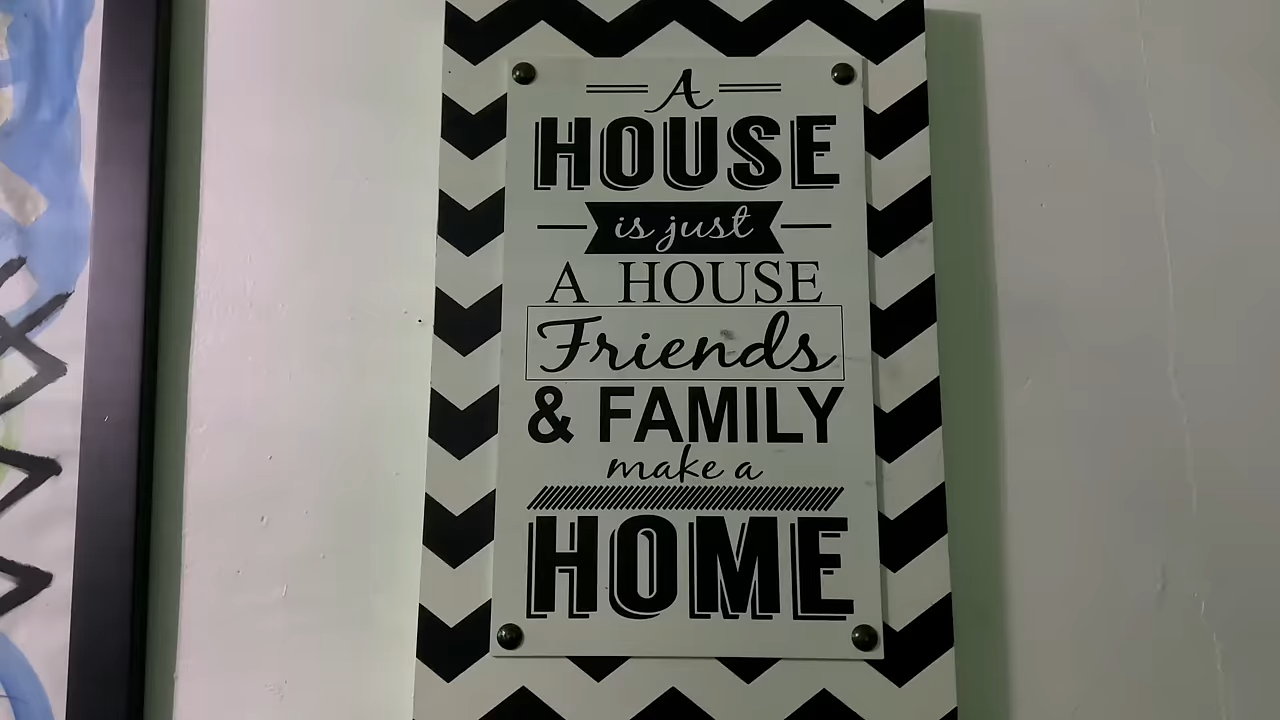 A
HOUSE
is just
A HOUSE
Friends
& FAMILY
make a
HOME